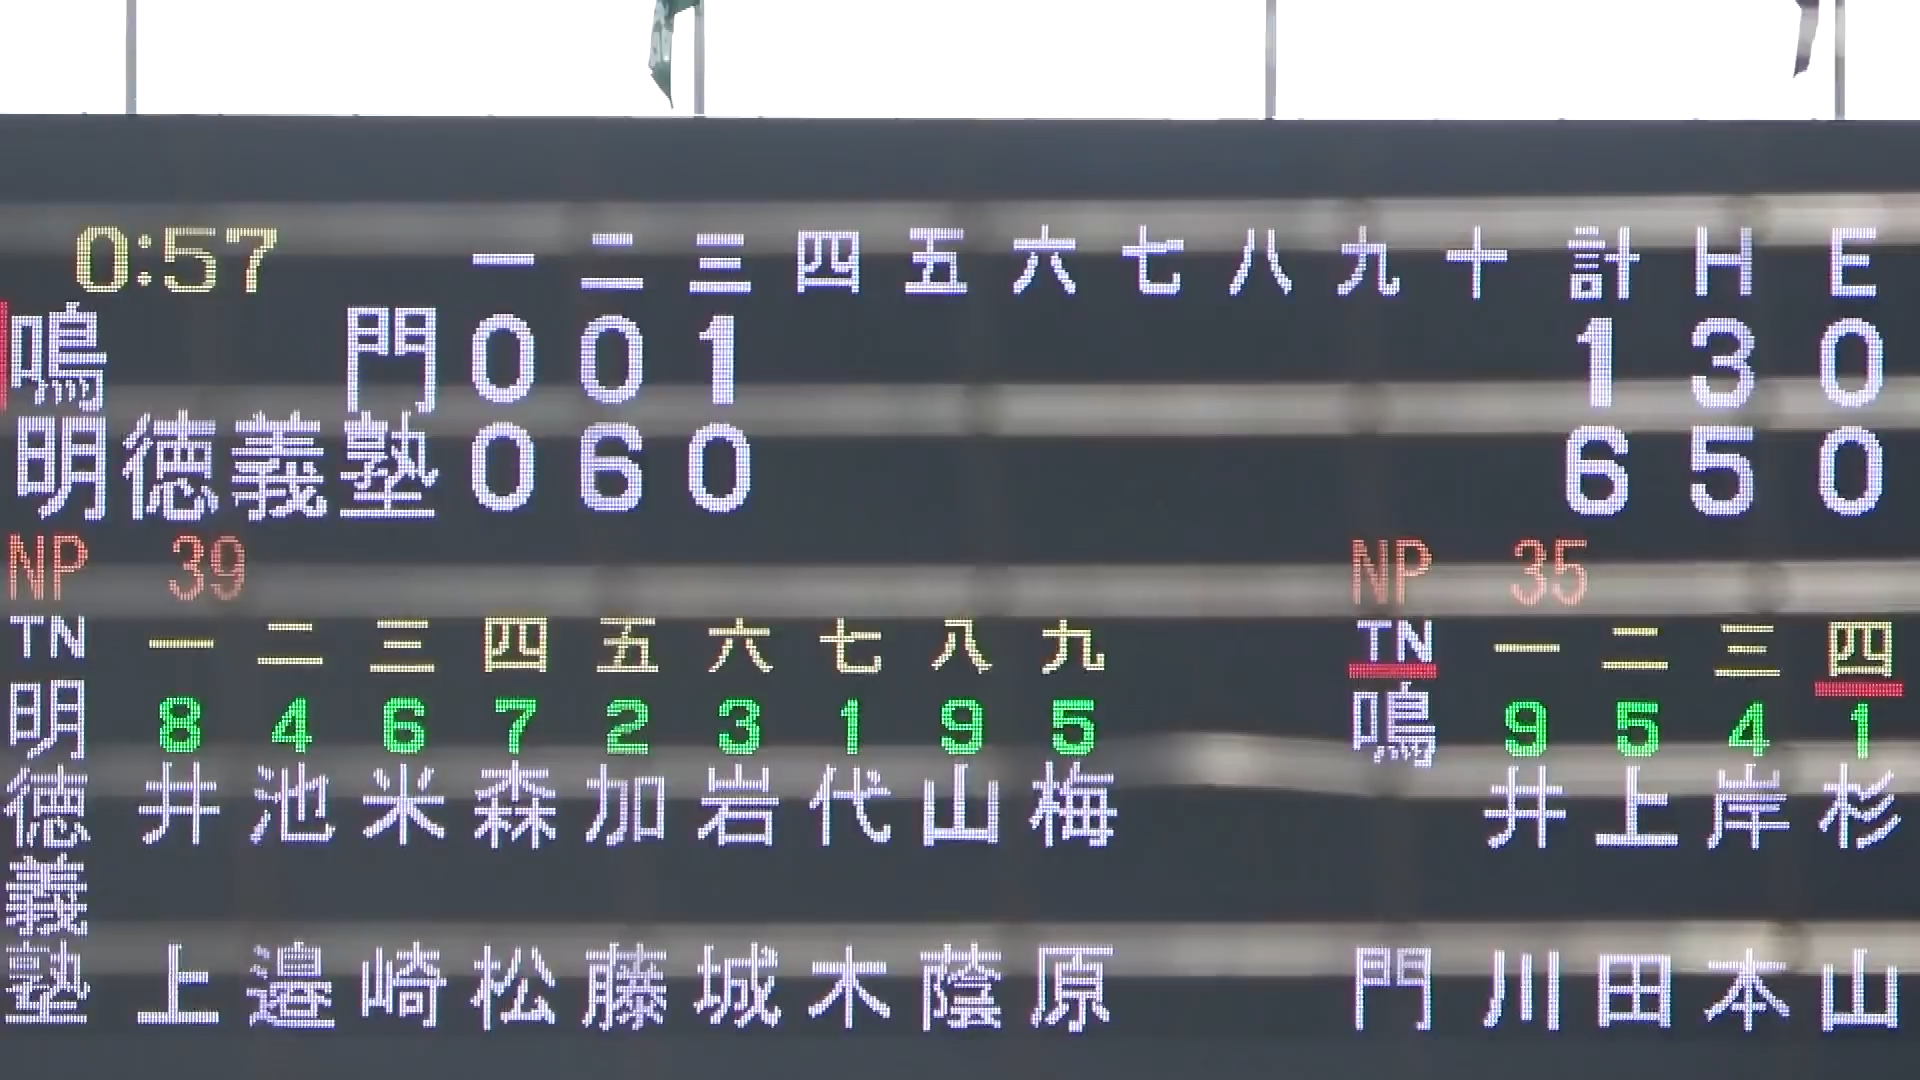 0:57 一 二 三 四 五 六 七 八 九 十 計 H E
鳴門 0 0 1 1 3 0
明徳義塾 0 6 0 6 5 0
NP 39 NP 35
TN 一 二 三 四 五 六 七 八 九 TN 一 二 三 四
明徳義塾 8 4 6 7 2 3 1 9 5 鳴門 9 5 4 1
井上 池邉 米崎 森松 加藤 岩城 代木 山蔭 梅原 井川 上田 岸本 杉山